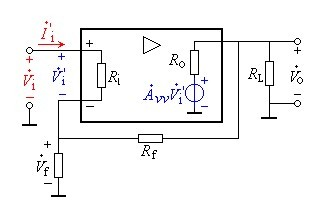 İ'i
+
+
+
+
V̇i
V̇'i
Ri
Ro
+
RL
V̇o
−
−
ȦvvV̇'i
−
−
+
V̇f
Rf
−